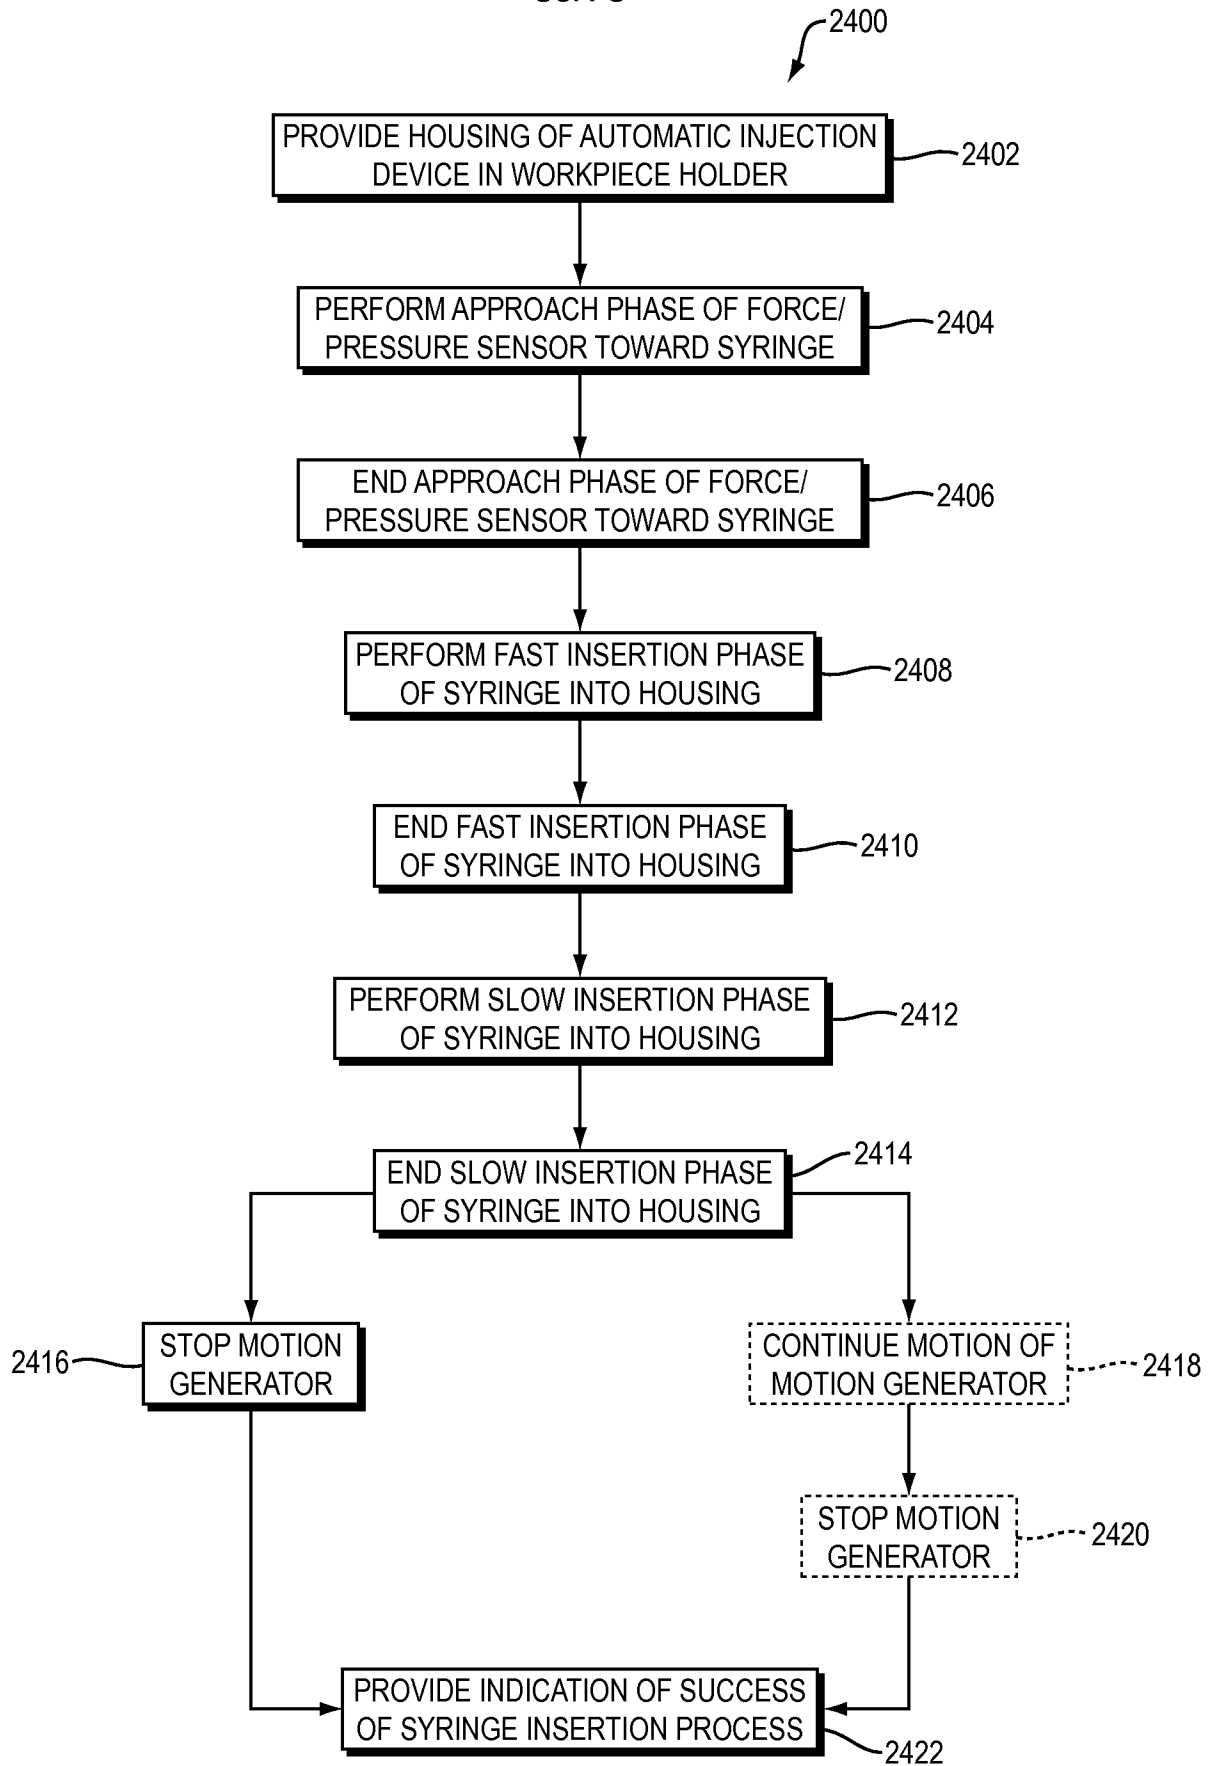 2400
PROVIDE HOUSING OF AUTOMATIC INJECTION
DEVICE IN WORKPIECE HOLDER
2402
PERFORM APPROACH PHASE OF FORCE/
PRESSURE SENSOR TOWARD SYRINGE
2404
END APPROACH PHASE OF FORCE/
PRESSURE SENSOR TOWARD SYRINGE
2406
PERFORM FAST INSERTION PHASE
OF SYRINGE INTO HOUSING
2408
END FAST INSERTION PHASE
OF SYRINGE INTO HOUSING
2410
PERFORM SLOW INSERTION PHASE
OF SYRINGE INTO HOUSING
2412
END SLOW INSERTION PHASE
OF SYRINGE INTO HOUSING
2414
STOP MOTION
GENERATOR
2416
CONTINUE MOTION OF
MOTION GENERATOR
2418
STOP MOTION
GENERATOR
2420
PROVIDE INDICATION OF SUCCESS
OF SYRINGE INSERTION PROCESS
2422